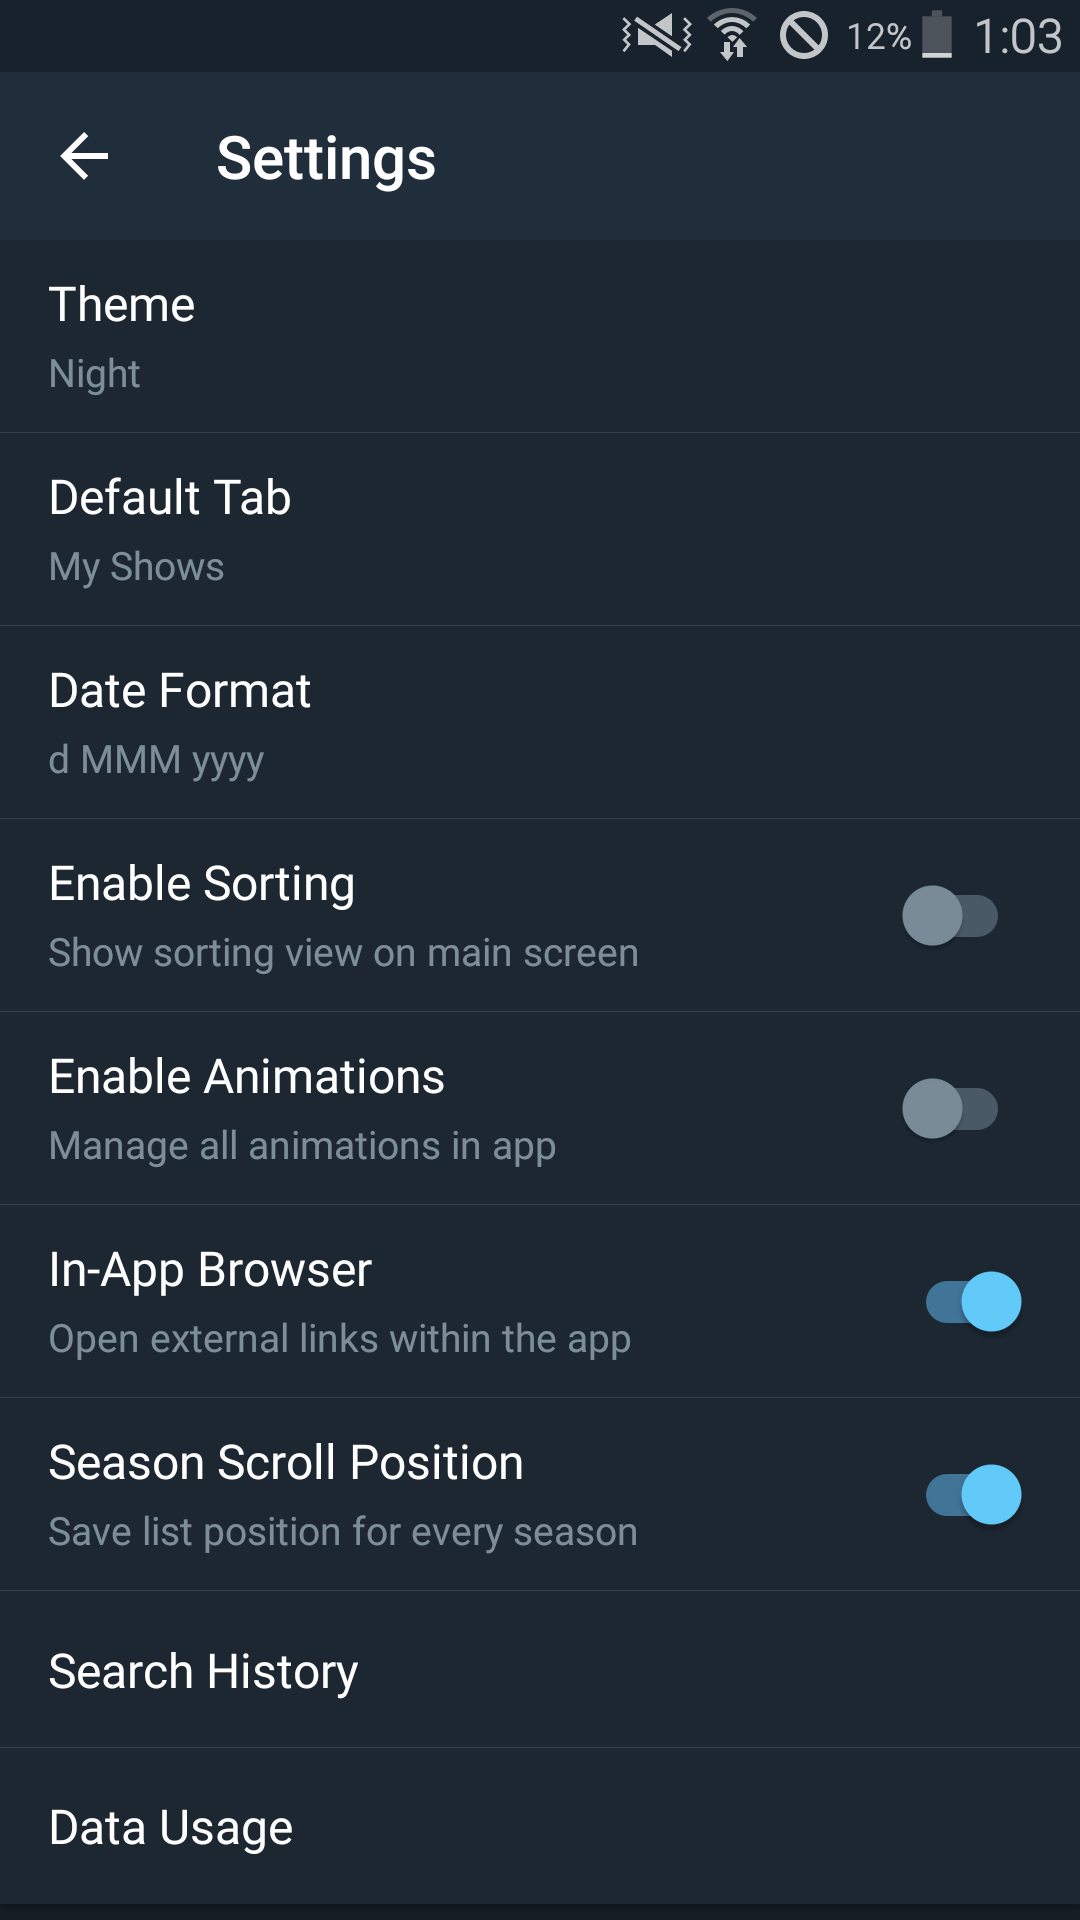 12% 1:03
Settings
Theme
Night
Default Tab
My Shows
Date Format
d MMM yyyy
Enable Sorting
Show sorting view on main screen
Enable Animations
Manage all animations in app
In-App Browser
Open external links within the app
Season Scroll Position
Save list position for every season
Search History
Data Usage